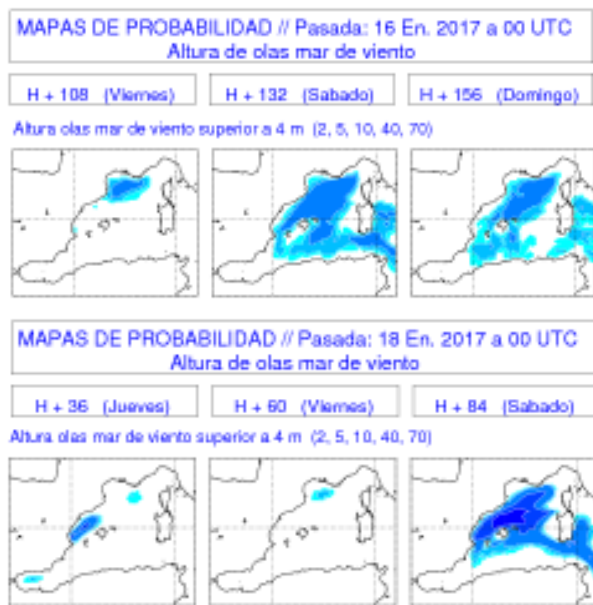 MAPAS DE PROBABILIDAD // Pasada: 16 En. 2017 a 00 UTC
Altura de olas mar de viento
H + 108 (Viernes) H + 132 (Sabado) H + 156 (Domingo)
Altura olas mar de viento superior a 4 m (2, 5, 10, 40, 70)
MAPAS DE PROBABILIDAD // Pasada: 18 En. 2017 a 00 UTC
Altura de olas mar de viento
H + 36 (Jueves) H + 60 (Viernes) H + 84 (Sabado)
Altura olas mar de viento superior a 4 m (2, 5, 10, 40, 70)